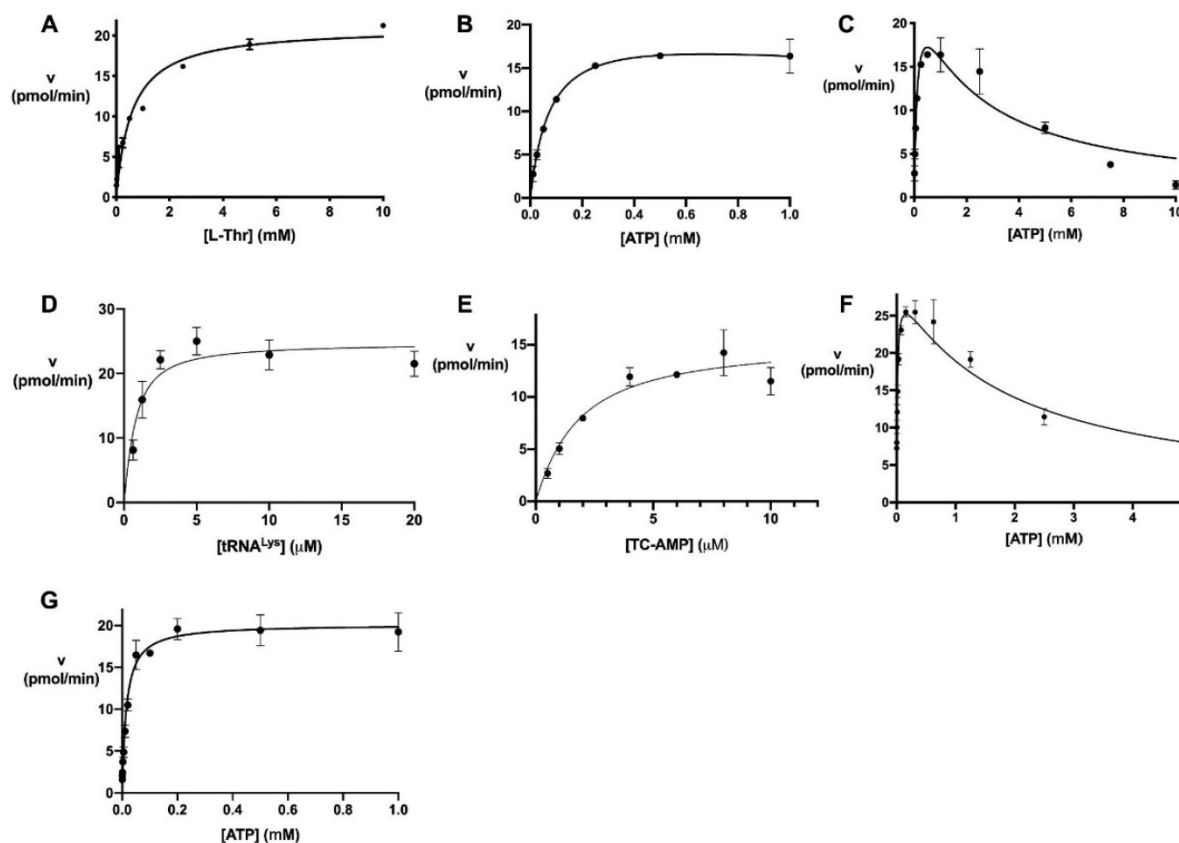 A
20
15
10
5
0
v
(pmol/min)
0 2 4 6 8 10
[L-Thr] (mM)
B
20
15
10
5
0
v
(pmol/min)
0.0 0.2 0.4 0.6 0.8 1.0
[ATP] (mM)
C
20
15
10
5
0
v
(pmol/min)
0 2 4 6 8 10
[ATP] (mM)
D
30
20
10
0
v
(pmol/min)
0 5 10 15 20
[tRNALys] (μM)
E
15
10
5
0
v
(pmol/min)
0 5 10
[TC-AMP] (μM)
F
25
20
15
10
5
0
v
(pmol/min)
0 1 2 3 4
[ATP] (mM)
G
20
15
10
5
0
v
(pmol/min)
0.0 0.2 0.4 0.6 0.8 1.0
[ATP] (mM)